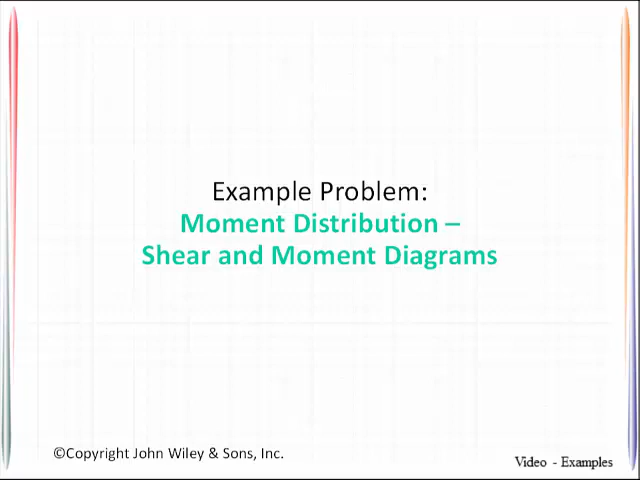 Example Problem:
Moment Distribution –
Shear and Moment Diagrams
©Copyright John Wiley & Sons, Inc.
Video - Examples